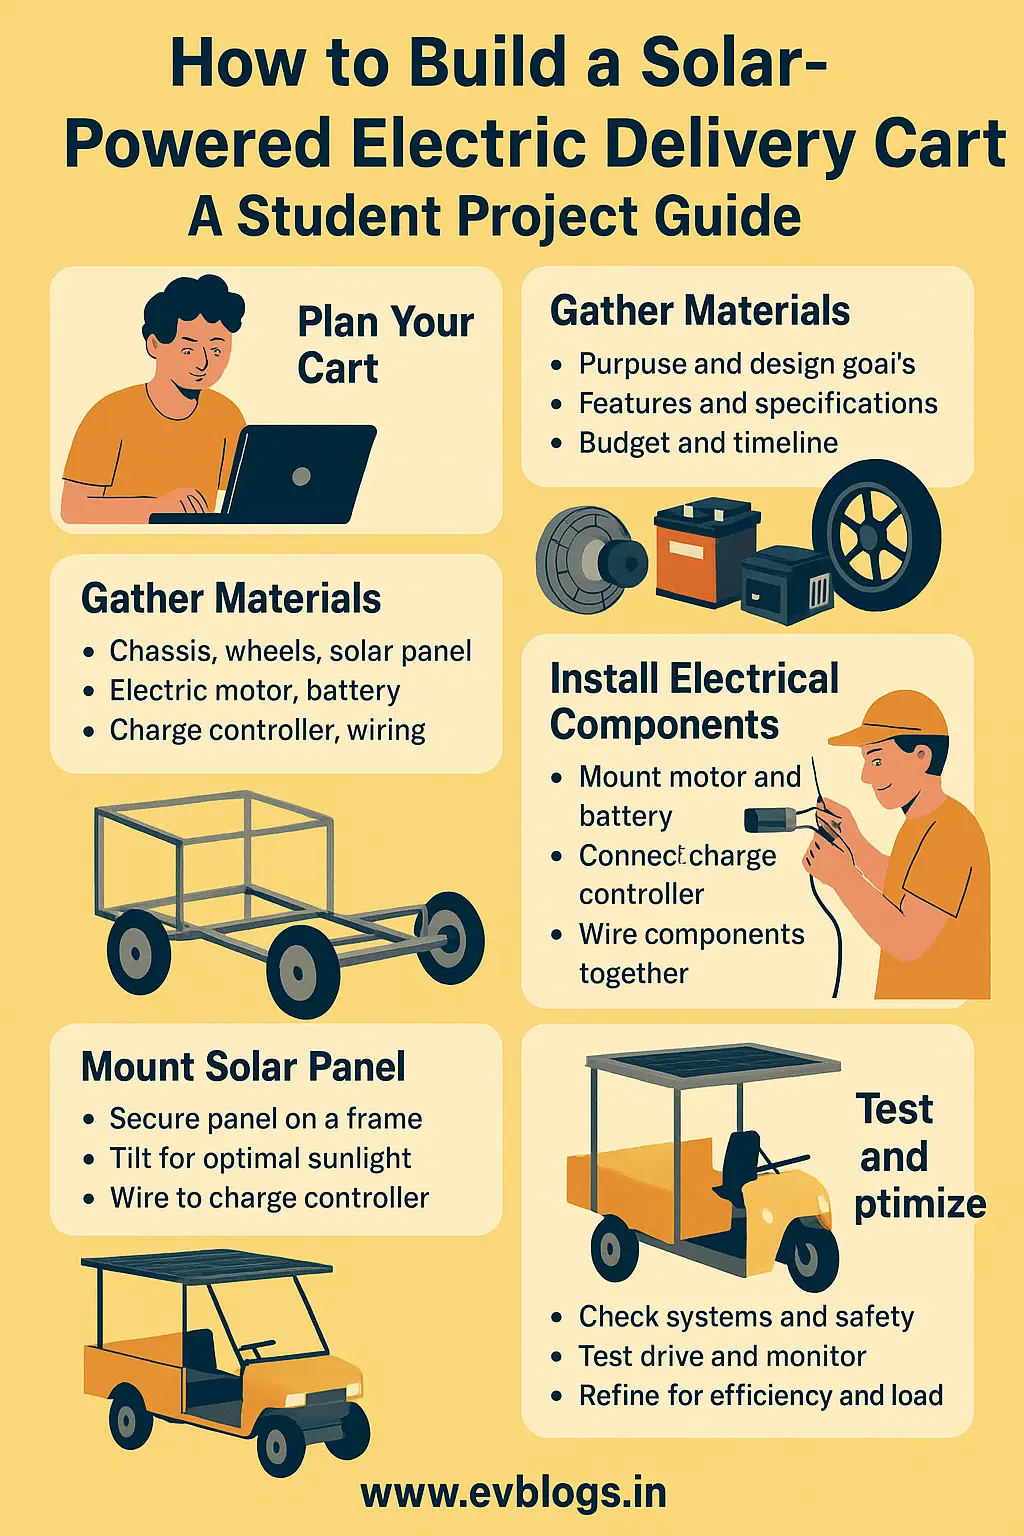 How to Build a Solar-
Powered Electric Delivery Cart
A Student Project Guide
Plan Your
Cart
Gather Materials
• Purpuse and design goai's
• Features and specifications
• Budget and timeline
Gather Materials
• Chassis, wheels, solar panel
• Electric motor, battery
• Charge controller, wiring
Install Electrical
Components
• Mount motor and
battery
• Connect charge
controller
• Wire components
together
Mount Solar Panel
• Secure panel on a frame
• Tilt for optimal sunlight
• Wire to charge controller
Test
and
ptimize
• Check systems and safety
• Test drive and monitor
• Refine for efficiency and load
www.evblogs.in